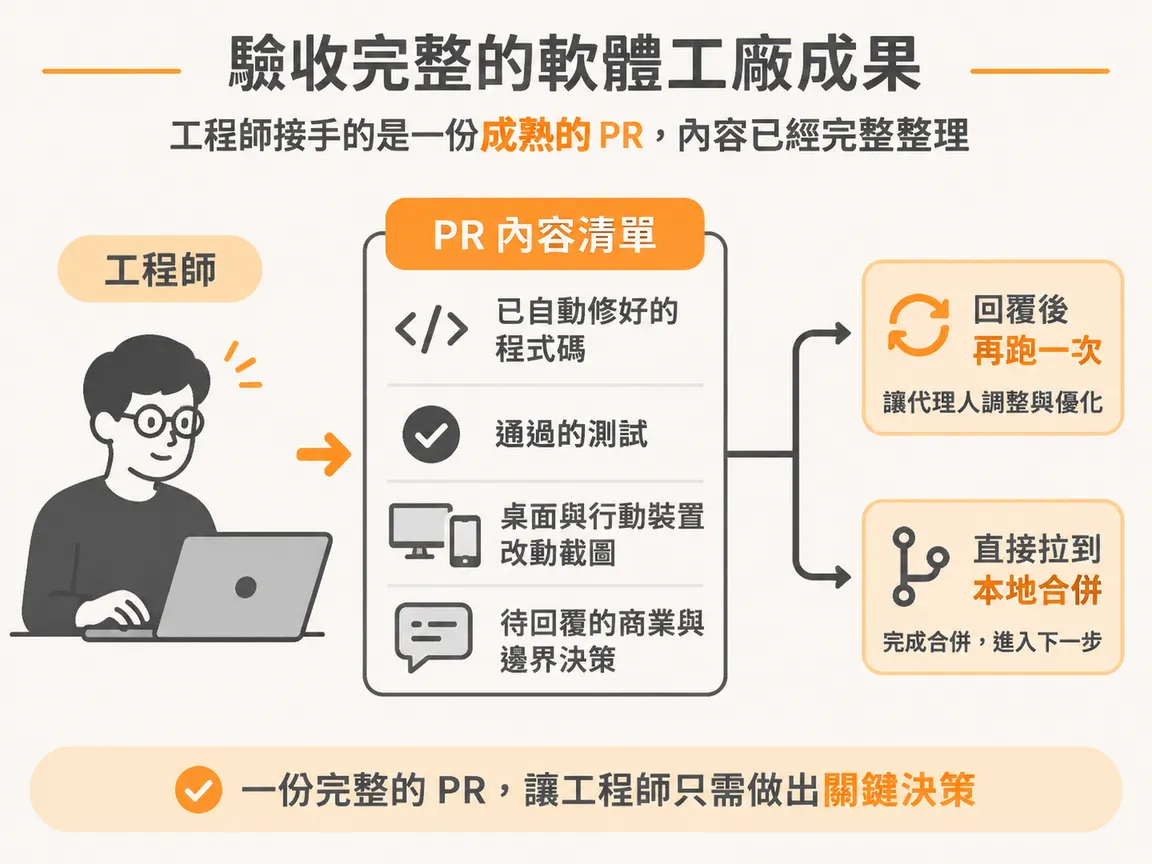 驗收完整的軟體工廠成果
工程師接手的是一份成熟的 PR，內容已經完整整理
工程師
PR 內容清單
已自動修好的
程式碼
通過的測試
桌面與行動裝置
改動截圖
待回覆的商業與
邊界決策
回覆後
再跑一次
讓代理人調整與優化
直接拉到
本地合併
完成合併，進入下一步
一份完整的 PR，讓工程師只需做出關鍵決策